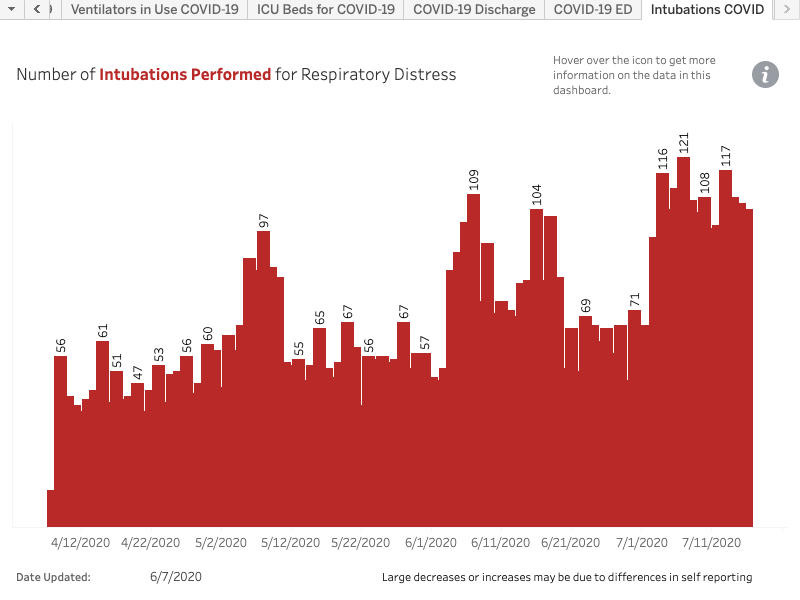 Ventilators in Use COVID-19 ICU Beds for COVID-19 COVID-19 Discharge COVID-19 ED Intubations COVID
Number of Intubations Performed for Respiratory Distress
Hover over the icon to get more
information on the data in this
dashboard.
i
56 61 51 47 53 56 60 97 55 65 67 56 67 57 109 104 69 71 116 121 108 117
4/12/2020 4/22/2020 5/2/2020 5/12/2020 5/22/2020 6/1/2020 6/11/2020 6/21/2020 7/1/2020 7/11/2020
Date Updated: 6/7/2020 Large decreases or increases may be due to differences in self reporting